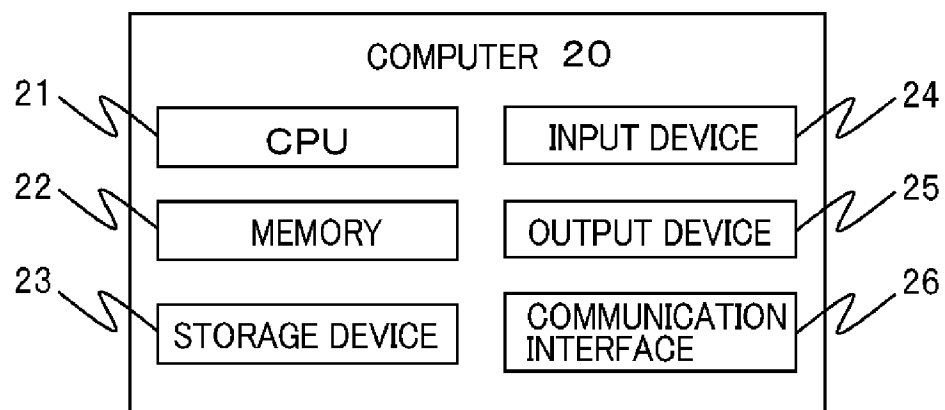 COMPUTER 20
21
CPU
22
MEMORY
23
STORAGE DEVICE
24
INPUT DEVICE
25
OUTPUT DEVICE
26
COMMUNICATION
INTERFACE